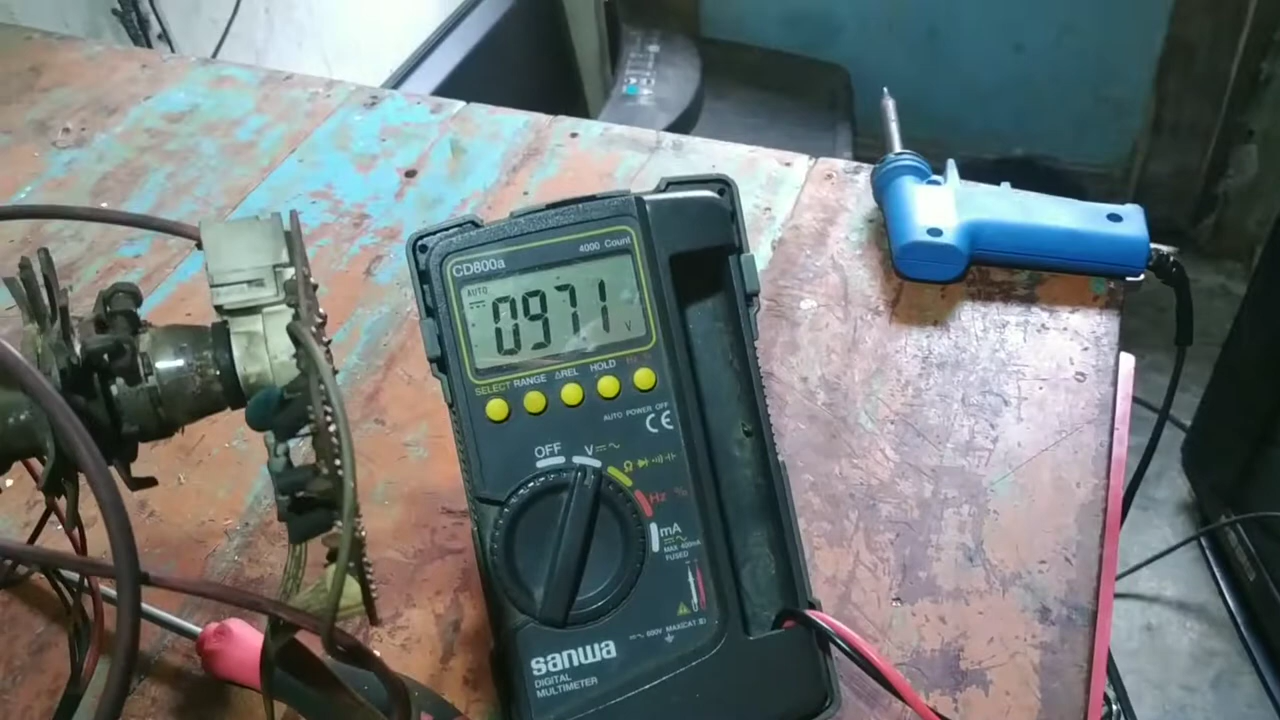 4000 Count
CD800a
AUTO
0971
V
SELECT RANGE ΔREL HOLD
AUTO POWER OFF
CE
OFF V
Ω
Hz %
mA
MAX 400mA
FUSED
sanwa
DIGITAL
MULTIMETER